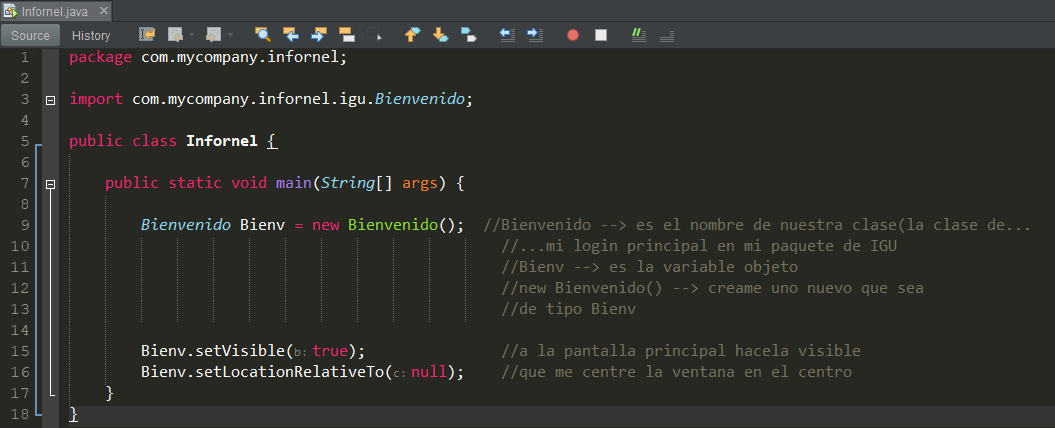 Infornel.java
Source History
1 package com.mycompany.infornel;
2
3 import com.mycompany.infornel.igu.Bienvenido;
4
5 public class Infornel {
6
7 public static void main(String[] args) {
8
9 Bienvenido Bienv = new Bienvenido(); //Bienvenido --> es el nombre de nuestra clase(la clase de...
10 //...mi login principal en mi paquete de IGU
11 //Bienv --> es la variable objeto
12 //new Bienvenido() --> creame uno nuevo que sea
13 //de tipo Bienv
14
15 Bienv.setVisible(b: true); //a la pantalla principal hacela visible
16 Bienv.setLocationRelativeTo(c: null); //que me centre la ventana en el centro
17 }
18 }